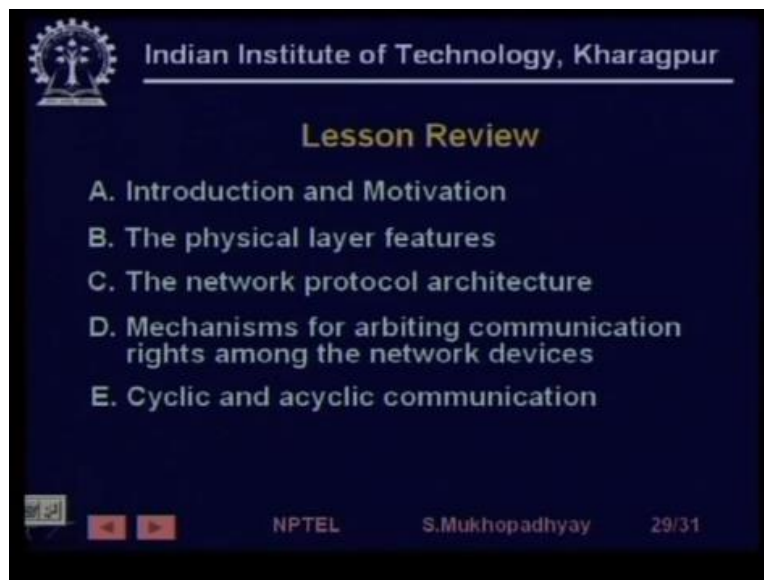 Indian Institute of Technology, Kharagpur
Lesson Review
A. Introduction and Motivation
B. The physical layer features
C. The network protocol architecture
D. Mechanisms for arbiting communication
rights among the network devices
E. Cyclic and acyclic communication
NPTEL S.Mukhopadhyay 29/31